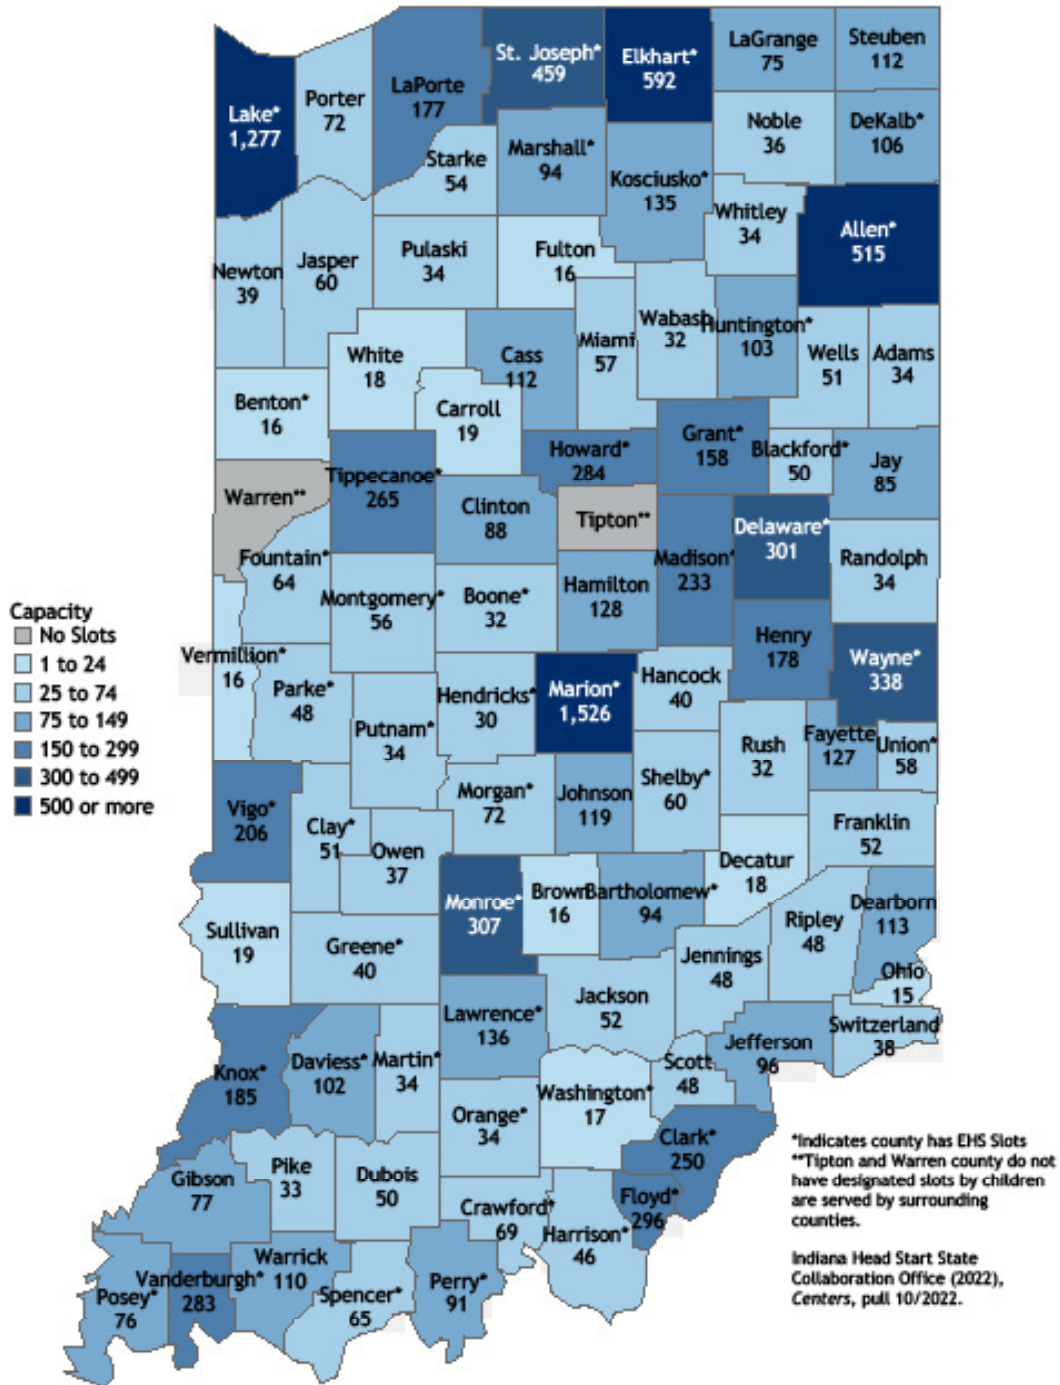 St. Joseph*
459
Elkhart*
592
LaGrange
75
Steuben
112
Lake*
1,277
Porter
72
LaPorte
177
Starke
54
Marshall*
94
Kosciusko*
135
Noble
36
DeKalb*
106
Whitley
34
Allen*
515
Newton
39
Jasper
60
Pulaski
34
Fulton
16
White
18
Cass
112
Miami
57
Wabash
32
Huntington*
103
Wells
51
Adams
34
Benton*
16
Carroll
19
Howard*
284
Grant*
158
Blackford*
50
Jay
85
Warren**
Tippecanoe*
265
Clinton
88
Tipton**
Delaware*
301
Randolph
34
Fountain*
64
Montgomery*
56
Boone*
32
Hamilton
128
Madison*
233
Henry
178
Wayne*
338
Capacity
No Slots
1 to 24
25 to 74
75 to 149
150 to 299
300 to 499
500 or more
Vermillion*
16
Parke*
48
Putnam*
34
Hendricks*
30
Marion*
1,526
Hancock
40
Rush
32
Fayette
127
Union*
58
Vigo*
206
Clay*
51
Owen
37
Morgan*
72
Johnson
119
Shelby*
60
Decatur
18
Franklin
52
Sullivan
19
Greene*
40
Monroe*
307
Brown
16
Bartholomew*
94
Jennings
48
Ripley
48
Dearborn
113
Ohio
15
Switzerland
38
Lawrence*
136
Jackson
52
Jefferson
96
Scott
48
Knox*
185
Daviess*
102
Martin*
34
Orange*
34
Washington*
17
Clark*
250
Floyd*
296
Gibson
77
Pike
33
Dubois
50
Crawford*
69
Harrison*
46
Posey*
76
Vanderburgh*
283
Warrick
110
Spencer*
65
Perry*
91
*Indicates county has EHS Slots
**Tipton and Warren county do not
have designated slots by children
are served by surrounding
counties.
Indiana Head Start State
Collaboration Office (2022),
Centers, pull 10/2022.